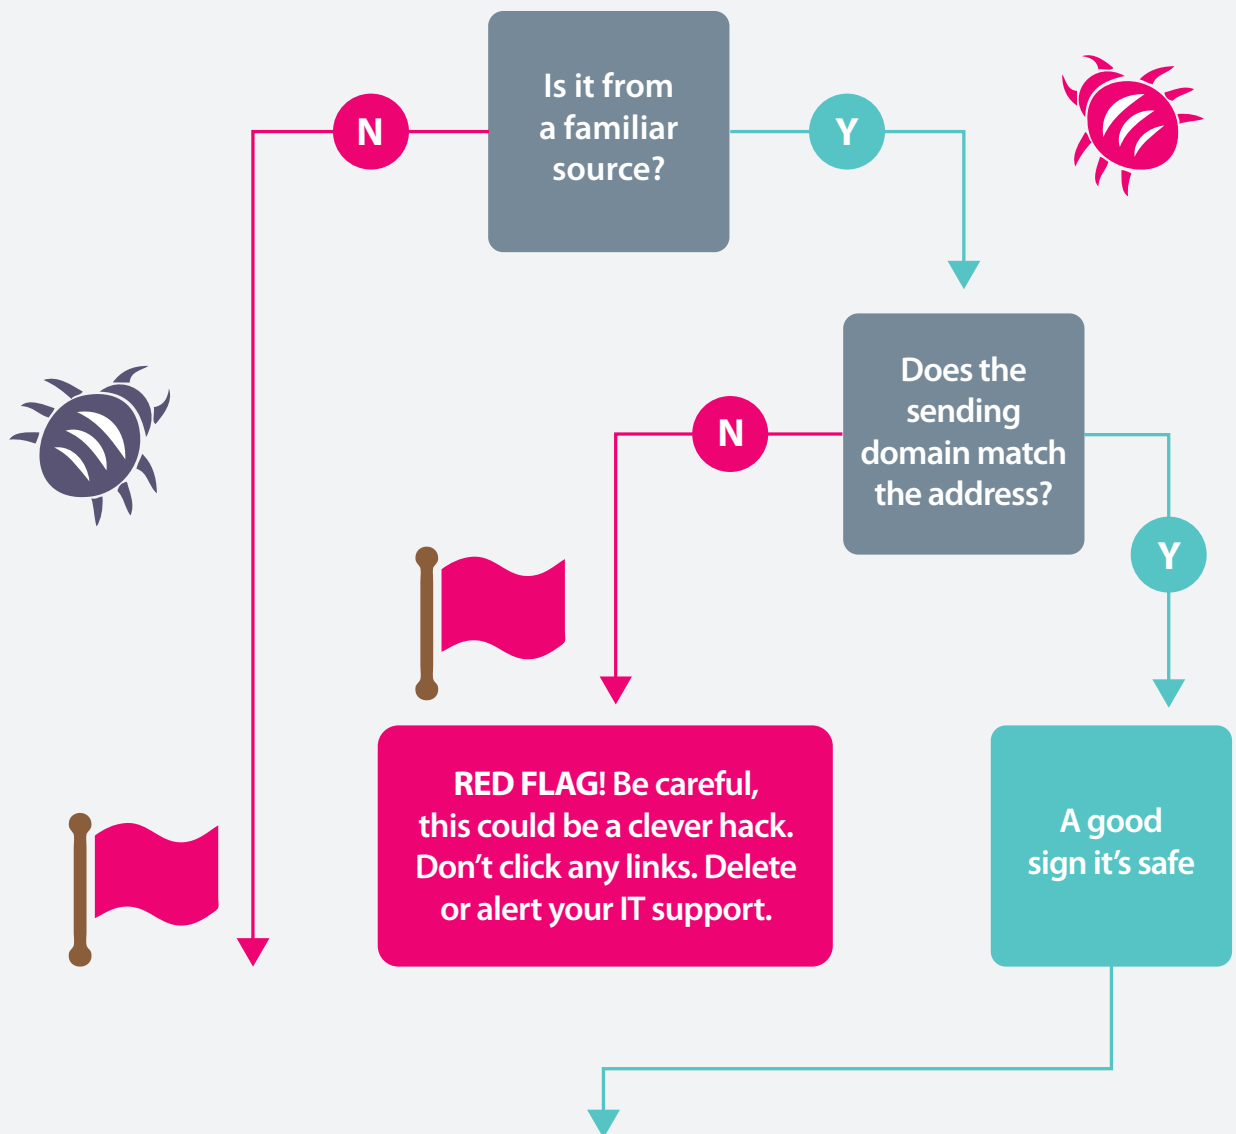 Is it from
a familiar
source?
N
Y
Does the
sending
domain match
the address?
N
Y
RED FLAG! Be careful,
this could be a clever hack.
Don’t click any links. Delete
or alert your IT support.
A good
sign it’s safe